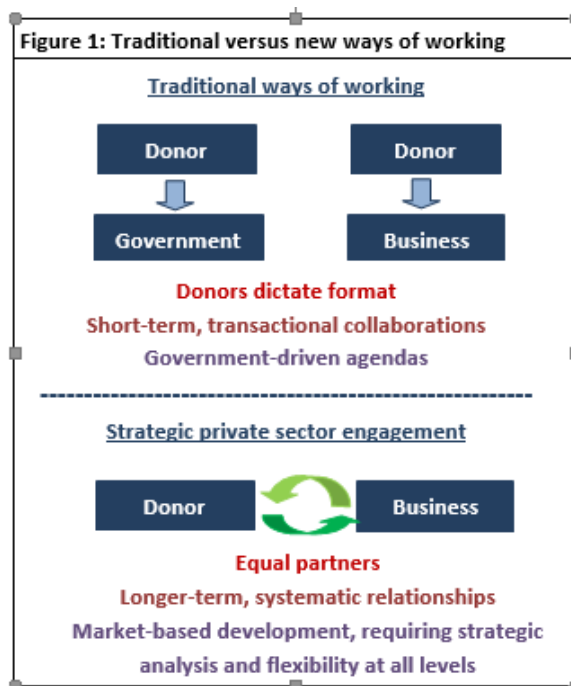 Figure 1: Traditional versus new ways of working
Traditional ways of working
Donor
Donor
Government
Business
Donors dictate format
Short-term, transactional collaborations
Government-driven agendas
Strategic private sector engagement
Donor
Business
Equal partners
Longer-term, systematic relationships
Market-based development, requiring strategic
analysis and flexibility at all levels